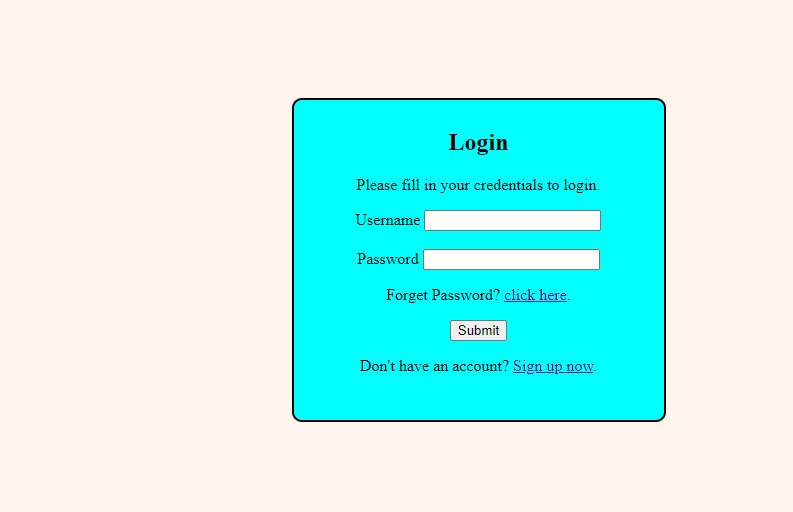 Login
Please fill in your credentials to login.
Username
Password
Forget Password? click here.
Submit
Don't have an account? Sign up now.